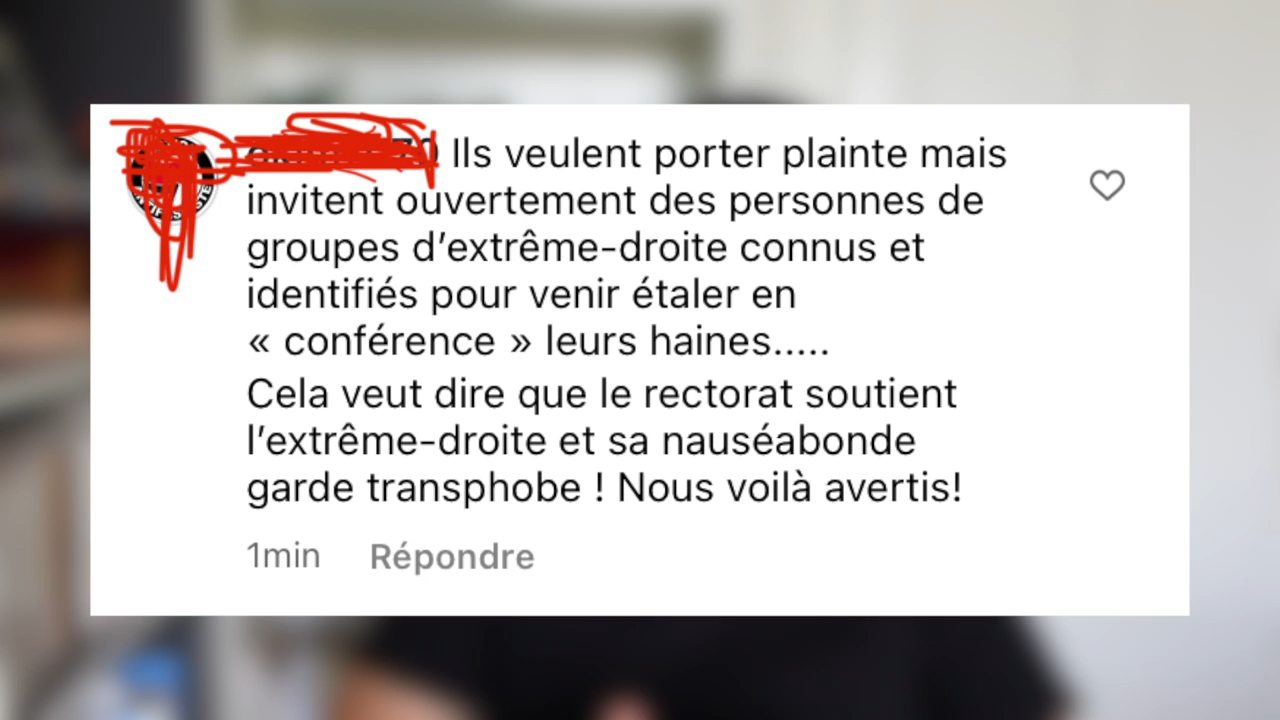 Ils veulent porter plainte mais
invitent ouvertement des personnes de
groupes d’extrême-droite connus et
identifiés pour venir étaler en
« conférence » leurs haines.....
Cela veut dire que le rectorat soutient
l’extrême-droite et sa nauséabonde
garde transphobe ! Nous voilà avertis!
1min Répondre